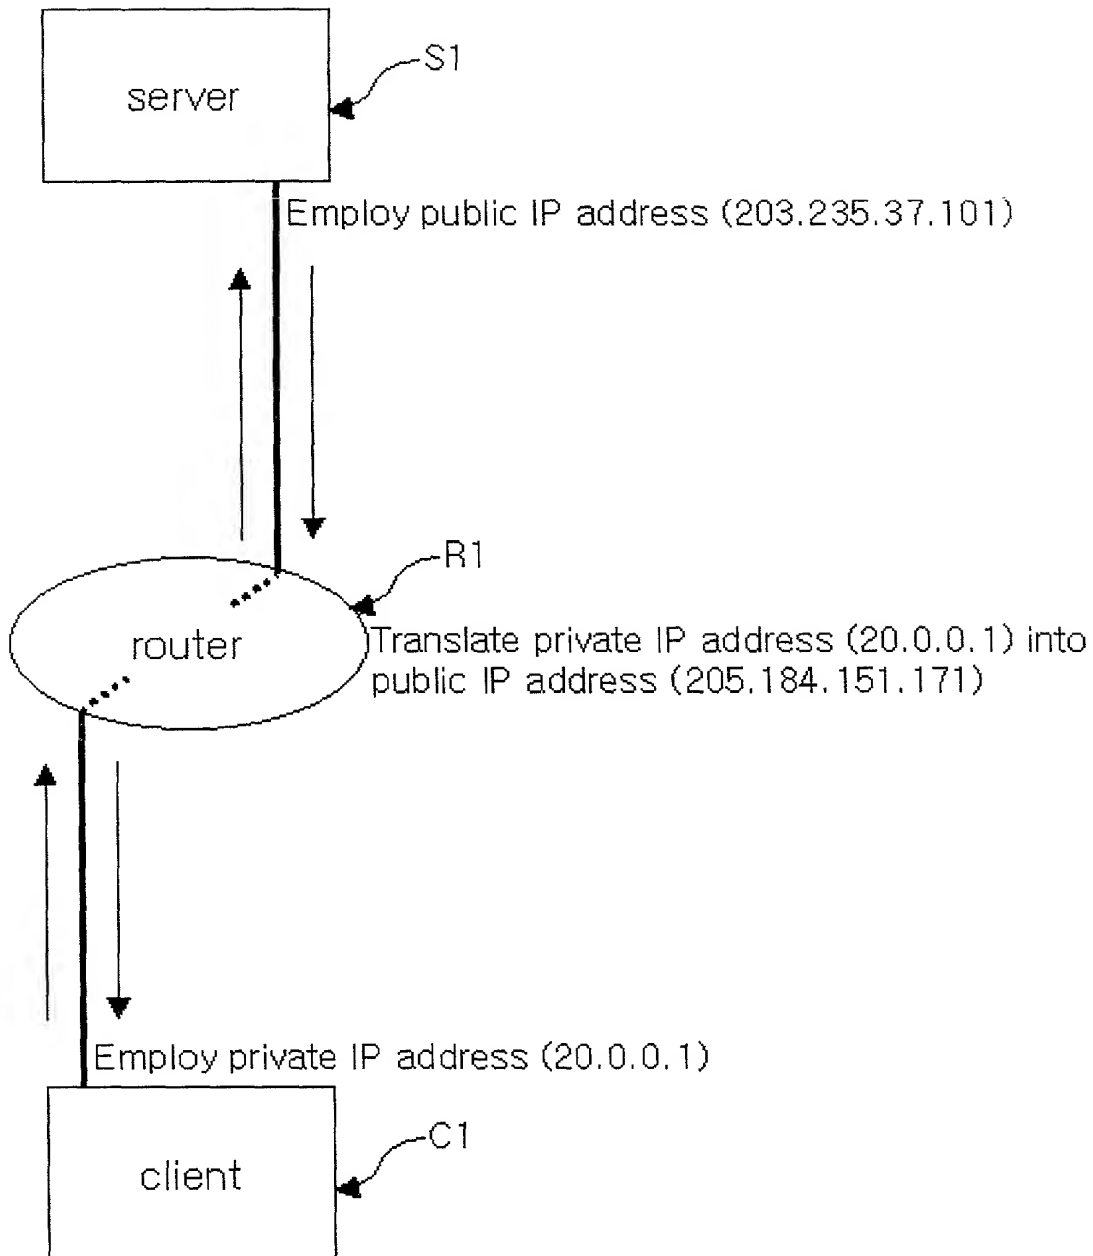 S1
server
Employ public IP address (203.235.37.101)
R1
router
Translate private IP address (20.0.0.1) into
public IP address (205.184.151.171)
Employ private IP address (20.0.0.1)
C1
client